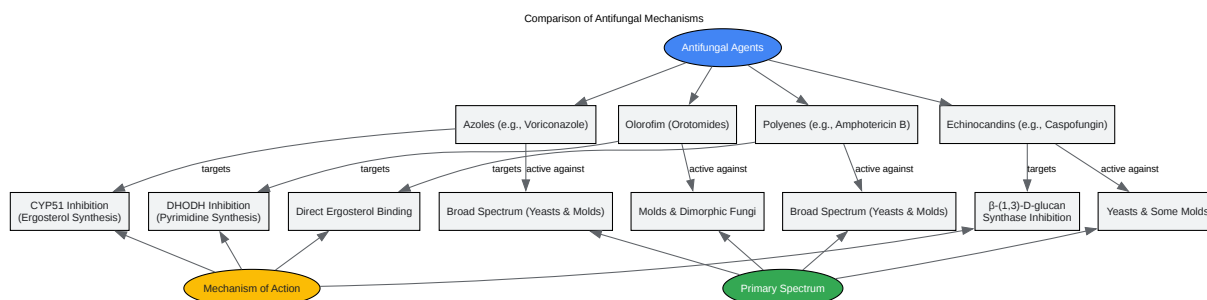 Comparison of Antifungal Mechanisms
Antifungal Agents
Azoles (e.g., Voriconazole)
Olorofim (Orotomides)
Polyenes (e.g., Amphotericin B)
Echinocandins (e.g., Caspofungin)
targets
active against
targets
active against
targets
active against
targets
active against
CYP51 Inhibition
(Ergosterol Synthesis)
DHODH Inhibition
(Pyrimidine Synthesis)
Direct Ergosterol Binding
Broad Spectrum (Yeasts & Molds)
Molds & Dimorphic Fungi
Broad Spectrum (Yeasts & Molds)
β-(1,3)-D-glucan
Synthase Inhibition
Yeasts & Some Molds
Mechanism of Action
Primary Spectrum